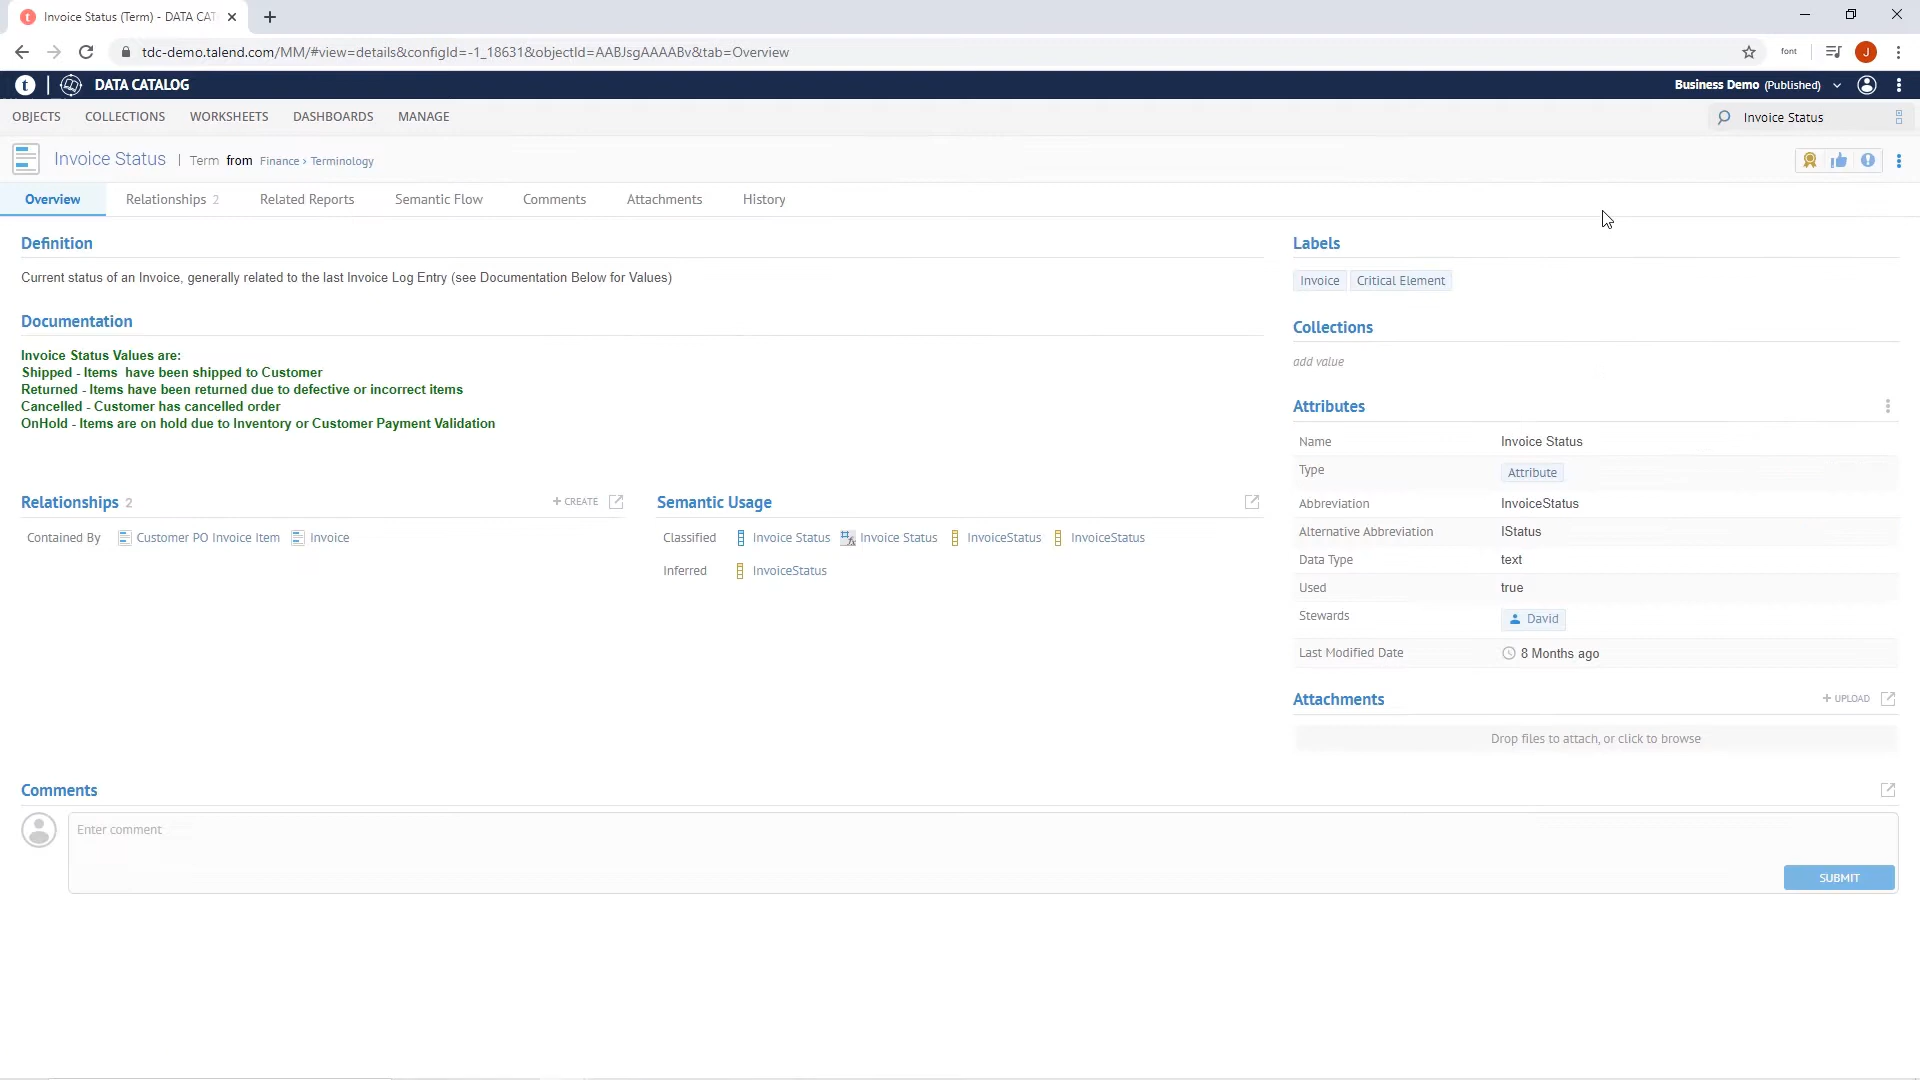 Invoice Status (Term) - DATA CAT
tdc-demo.talend.com/MM/#view=details&configId=-1_18631&objectId=AABJsgAAAABv&tab=Overview
font
J
t | DATA CATALOG
Business Demo (Published)
OBJECTS COLLECTIONS WORKSHEETS DASHBOARDS MANAGE
Invoice Status
Invoice Status | Term from Finance › Terminology
Overview Relationships 2 Related Reports Semantic Flow Comments Attachments History
Definition
Current status of an Invoice, generally related to the last Invoice Log Entry (see Documentation Below for Values)
Documentation
Invoice Status Values are:
Shipped - Items have been shipped to Customer
Returned - Items have been returned due to defective or incorrect items
Cancelled - Customer has cancelled order
OnHold - Items are on hold due to Inventory or Customer Payment Validation
Relationships 2
+ CREATE
Contained By Customer PO Invoice Item Invoice
Semantic Usage
Classified Invoice Status Invoice Status InvoiceStatus InvoiceStatus
Inferred InvoiceStatus
Labels
Invoice Critical Element
Collections
add value
Attributes
Name Invoice Status
Type Attribute
Abbreviation InvoiceStatus
Alternative Abbreviation IStatus
Data Type text
Used true
Stewards David
Last Modified Date 8 Months ago
Attachments
+ UPLOAD
Drop files to attach, or click to browse
Comments
Enter comment
SUBMIT